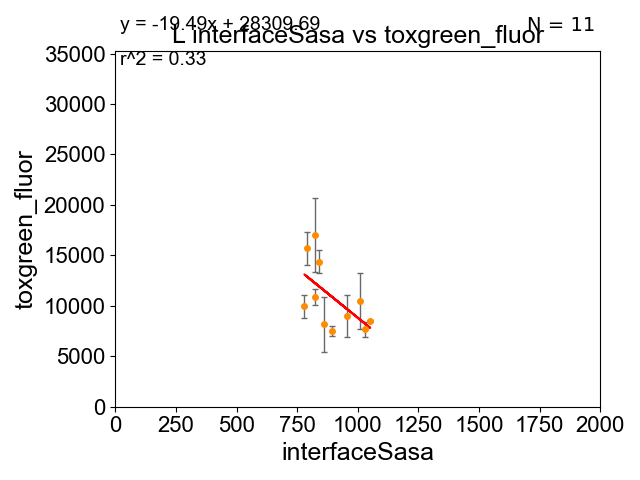 y = -19.49x + 28309.69
N = 11
L interfaceSasa vs toxgreen_fluor
r^2 = 0.33
35000
30000
25000
20000
15000
10000
5000
0
toxgreen_fluor
0 250 500 750 1000 1250 1500 1750 2000
interfaceSasa